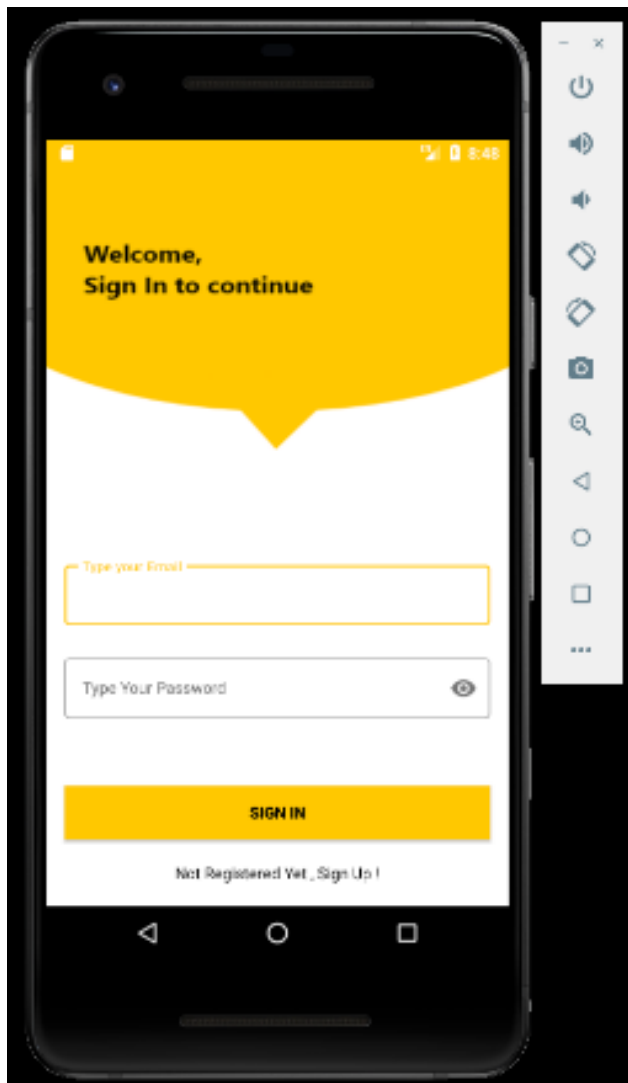 8:48
Welcome,
Sign In to continue
Type your Email
Type Your Password
SIGN IN
Not Registered Yet , Sign Up !